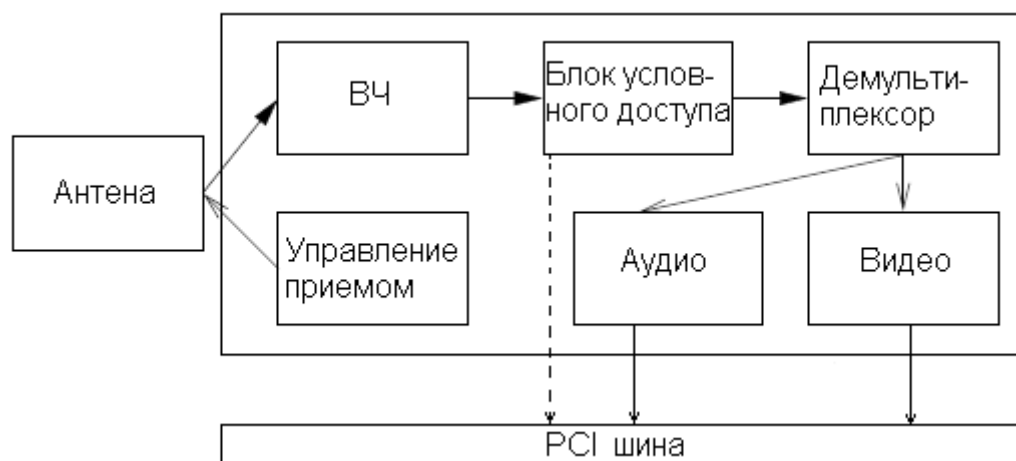 ВЧ
Блок услов-
ного доступа
Демульти-
плексор
Антена
Управление
приемом
Аудио
Видео
PCI шина